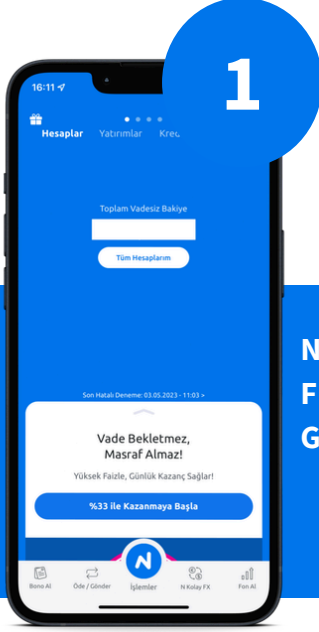 1
16:11
Hesaplar Yatırımlar
Toplam Vadesiz Bakiye
Tüm Hesaplarım
N
F
G
Son Hatalı Deneme: 03.05.2023 - 11:03 >
Vade Bekletmez,
Masraf Almaz!
Yüksek Faizle, Günlük Kazanç Sağlar!
%33 ile Kazanmaya Başla
N
Bono Al Öde / Gönder İşlemler N Kolay FX Fon Al